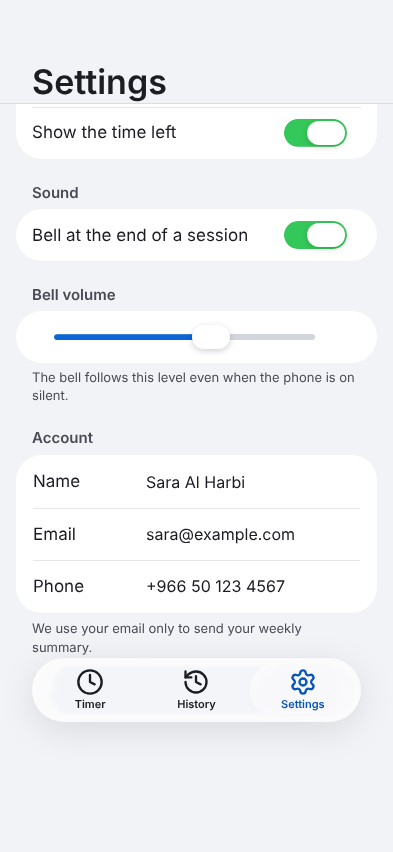 Settings
Show the time left
Sound
Bell at the end of a session
Bell volume
The bell follows this level even when the phone is on
silent.
Account
Name Sara Al Harbi
Email sara@example.com
Phone +966 50 123 4567
We use your email only to send your weekly
summary.
Timer History Settings